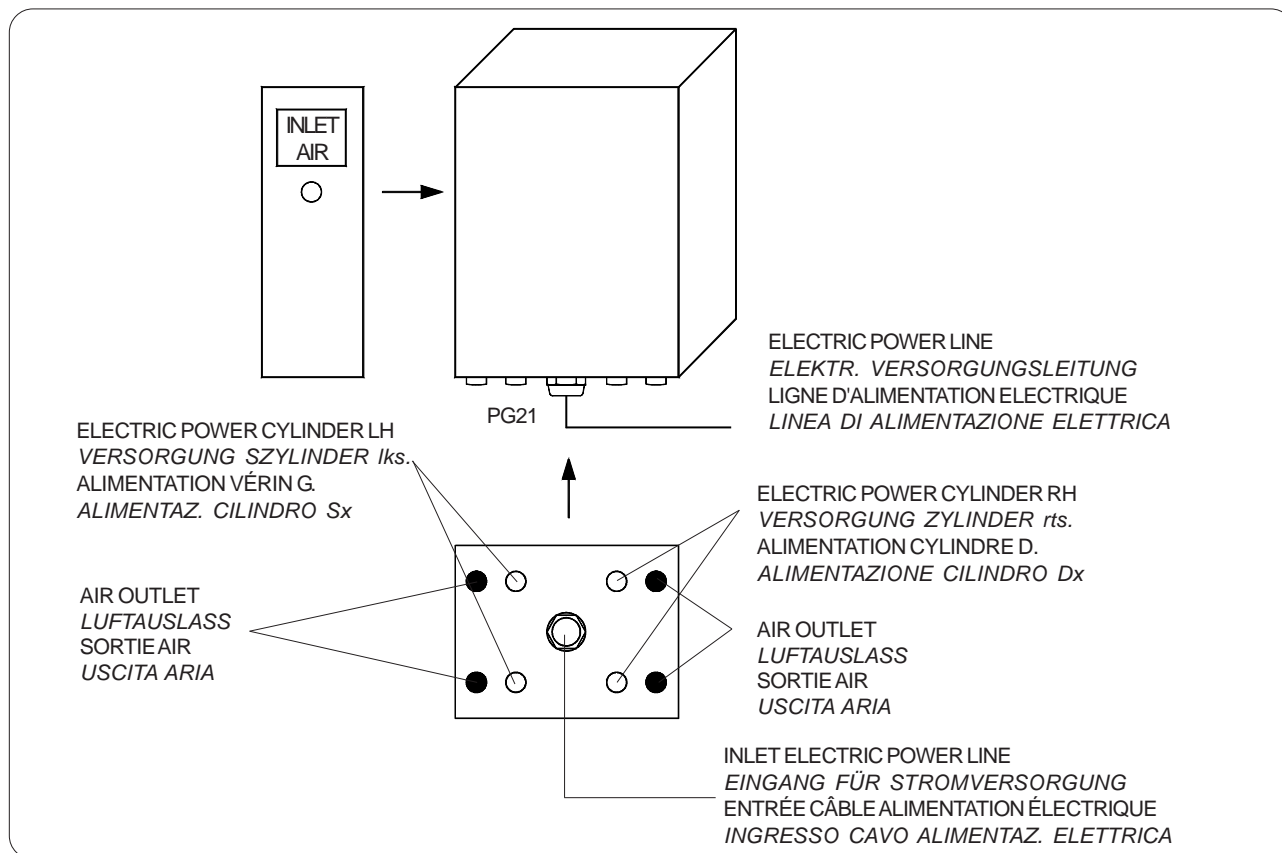 INLET
AIR
ELECTRIC POWER LINE
ELEKTR. VERSORGUNGSLEITUNG
LIGNE D'ALIMENTATION ELECTRIQUE
LINEA DI ALIMENTAZIONE ELETTRICA
PG21
ELECTRIC POWER CYLINDER LH
VERSORGUNG SZYLINDER lks.
ALIMENTATION VÉRIN G.
ALIMENTAZ. CILINDRO Sx
ELECTRIC POWER CYLINDER RH
VERSORGUNG ZYLINDER rts.
ALIMENTATION CYLINDRE D.
ALIMENTAZIONE CILINDRO Dx
AIR OUTLET
LUFTAUSLASS
SORTIE AIR
USCITA ARIA
AIR OUTLET
LUFTAUSLASS
SORTIE AIR
USCITA ARIA
INLET ELECTRIC POWER LINE
EINGANG FÜR STROMVERSORGUNG
ENTRÉE CÂBLE ALIMENTATION ÉLECTRIQUE
INGRESSO CAVO ALIMENTAZ. ELETTRICA